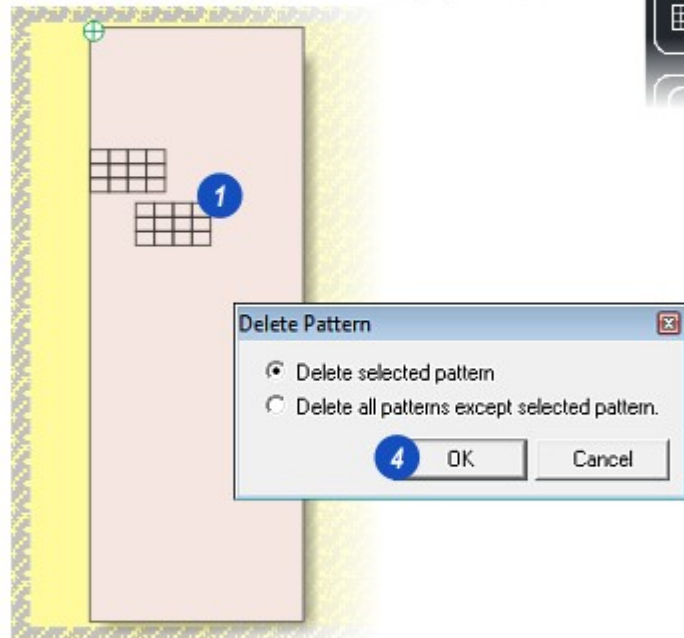 1
Delete Pattern
Delete selected pattern
Delete all patterns except selected pattern.
4 OK Cancel